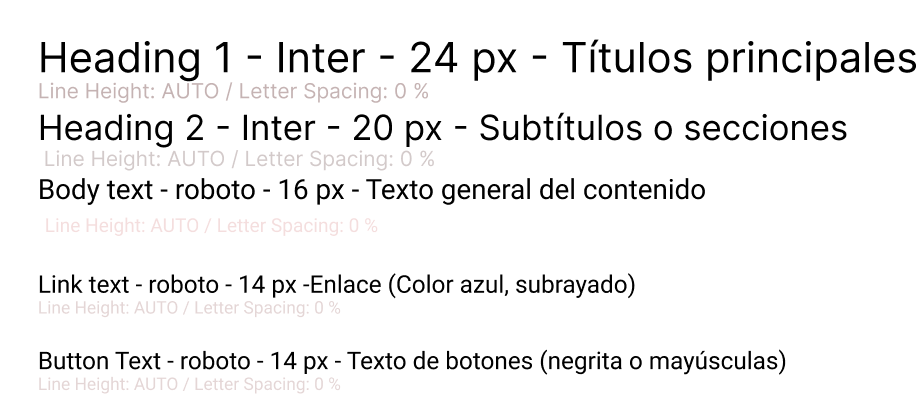 Heading 1 - Inter - 24 px - Títulos principales
Line Height: AUTO / Letter Spacing: 0 %
Heading 2 - Inter - 20 px - Subtítulos o secciones
Line Height: AUTO / Letter Spacing: 0 %
Body text - roboto - 16 px - Texto general del contenido
Line Height: AUTO / Letter Spacing: 0 %
Link text - roboto - 14 px -Enlace (Color azul, subrayado)
Line Height: AUTO / Letter Spacing: 0 %
Button Text - roboto - 14 px - Texto de botones (negrita o mayúsculas)
Line Height: AUTO / Letter Spacing: 0 %